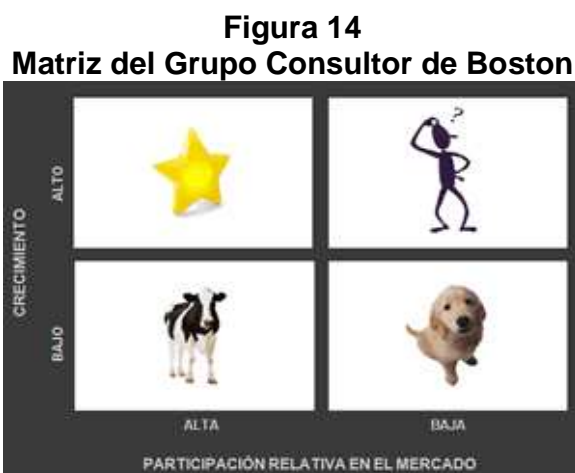 Figura 14
Matriz del Grupo Consultor de Boston
?
CRECIMIENTO
ALTO
BAJO
ALTA
BAJA
PARTICIPACIÓN RELATIVA EN EL MERCADO